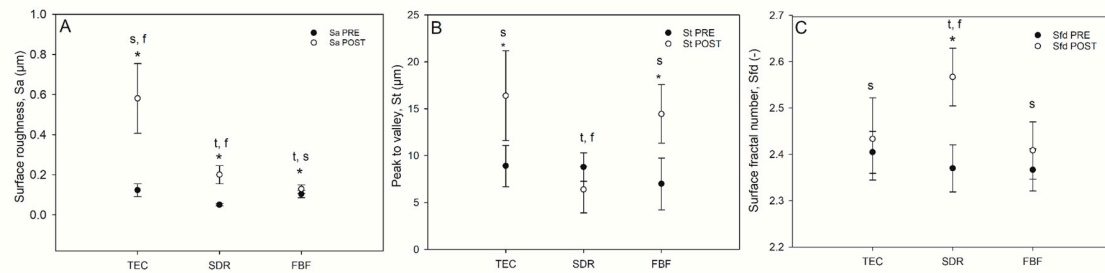 A
Sa PRE
Sa POST
Surface roughness, Sa (µm)
1.0
0.8
0.6
0.4
0.2
0.0
s, f
*
t, f
*
t, s
*
TEC SDR FBF
B
St PRE
St POST
Peak to valley, St (µm)
25
20
15
10
5
0
s
*
t, f
s
*
TEC SDR FBF
C
Sfd PRE
Sfd POST
Surface fractal number, Sfd (-)
2.7
2.6
2.5
2.4
2.3
2.2
s
t, f
*
s
TEC SDR FBF